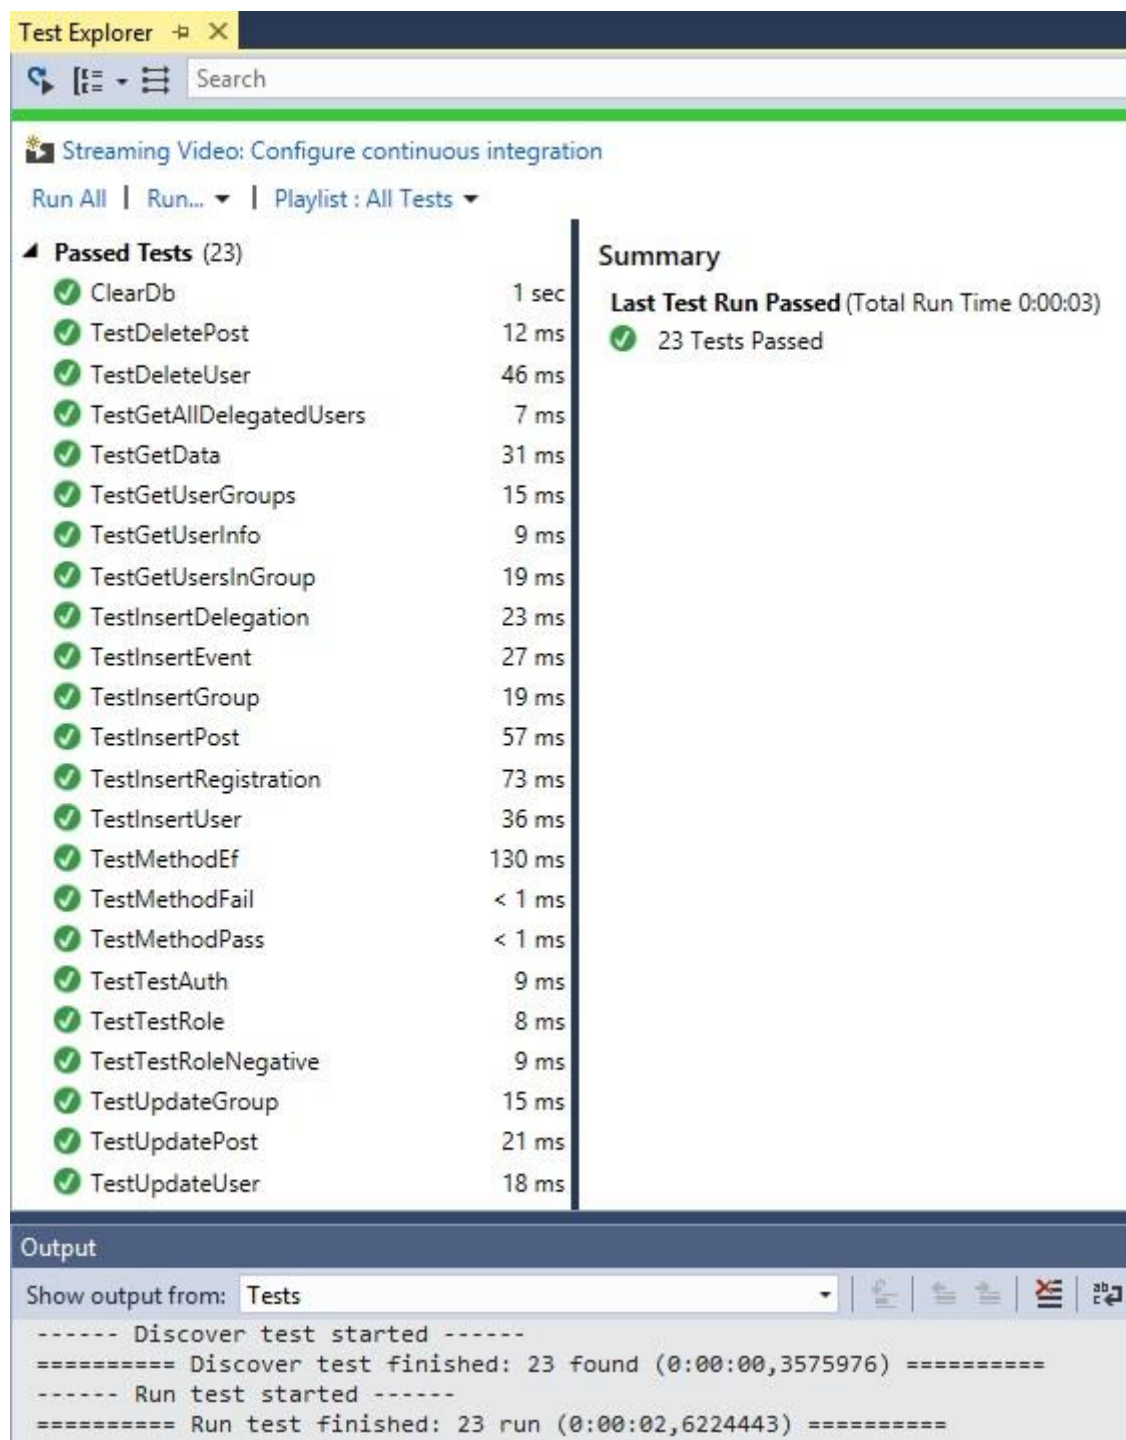 Test Explorer
Search
Streaming Video: Configure continuous integration
Run All | Run... | Playlist : All Tests
Passed Tests (23)
ClearDb 1 sec
TestDeletePost 12 ms
TestDeleteUser 46 ms
TestGetAllDelegatedUsers 7 ms
TestGetData 31 ms
TestGetUserGroups 15 ms
TestGetUserInfo 9 ms
TestGetUsersInGroup 19 ms
TestInsertDelegation 23 ms
TestInsertEvent 27 ms
TestInsertGroup 19 ms
TestInsertPost 57 ms
TestInsertRegistration 73 ms
TestInsertUser 36 ms
TestMethodEf 130 ms
TestMethodFail < 1 ms
TestMethodPass < 1 ms
TestTestAuth 9 ms
TestTestRole 8 ms
TestTestRoleNegative 9 ms
TestUpdateGroup 15 ms
TestUpdatePost 21 ms
TestUpdateUser 18 ms
Summary
Last Test Run Passed (Total Run Time 0:00:03)
23 Tests Passed
Output
Show output from: Tests
------ Discover test started ------
========== Discover test finished: 23 found (0:00:00,3575976) ==========
------ Run test started ------
========== Run test finished: 23 run (0:00:02,6224443) ==========